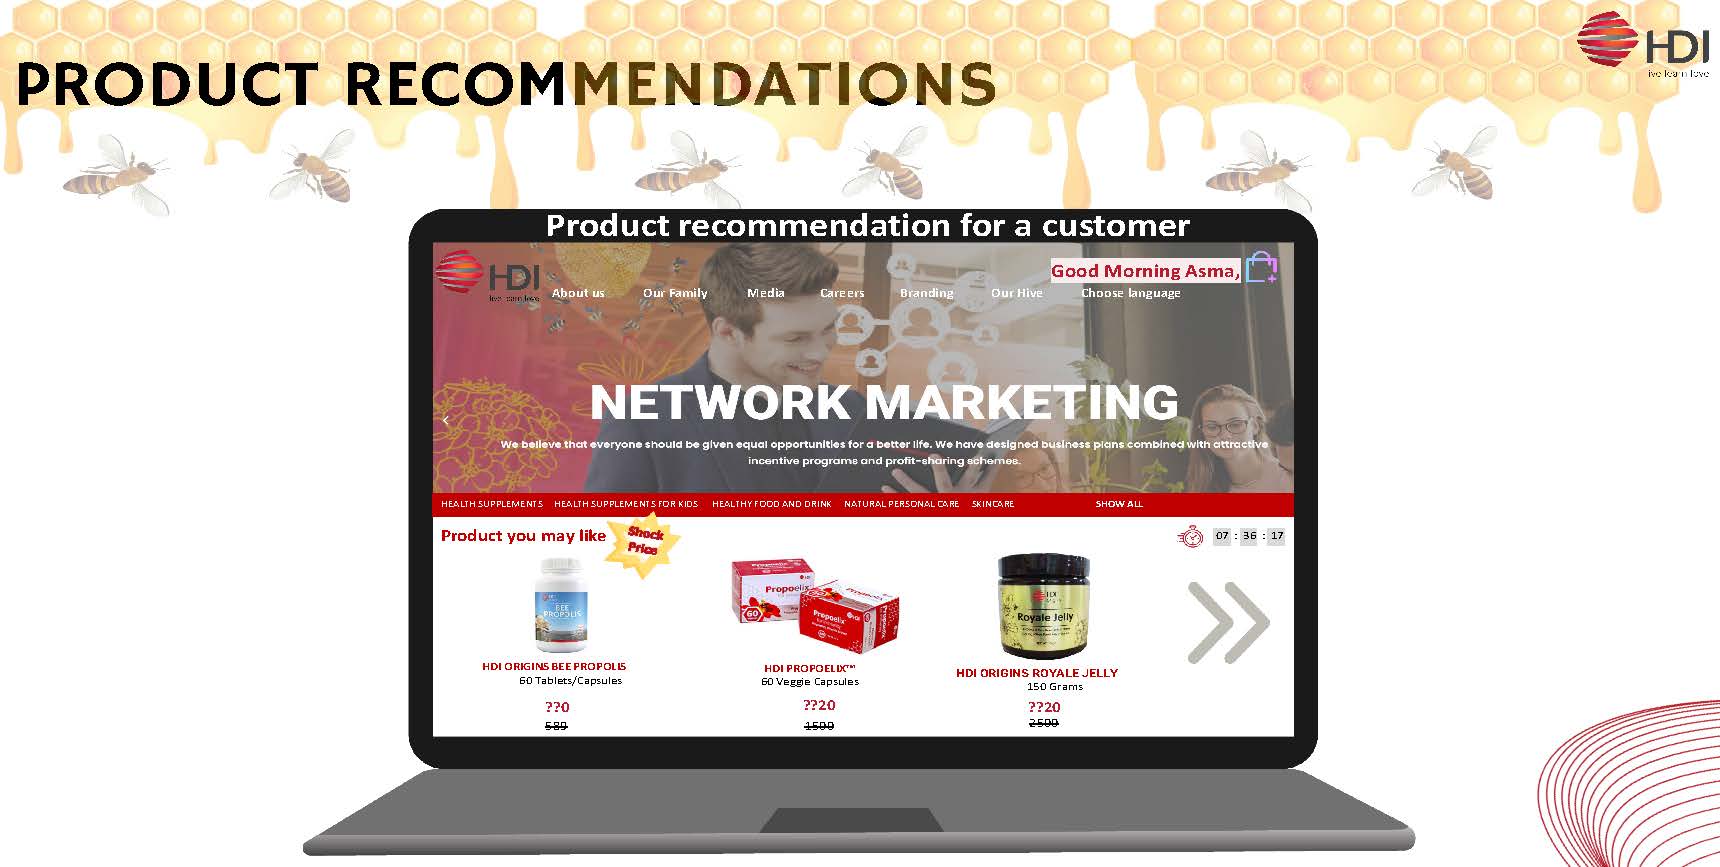 PRODUCT RECOMMENDATIONS
HDI
live learn love
Product recommendation for a customer
HDI
live learn love
Good Morning Asma,
About us Our Family Media Careers Branding Our Hive Choose language
NETWORK MARKETING
We believe that everyone should be given equal opportunities for a better life. We have designed business plans combined with attractive
incentive programs and profit-sharing schemes.
HEALTH SUPPLEMENTS HEALTH SUPPLEMENTS FOR KIDS HEALTHY FOOD AND DRINK NATURAL PERSONAL CARE SKINCARE SHOW ALL
Product you may like
Shock
Price
07 : 36 : 17
BEE
PROPOLIS
Propoelix
60
Propoelix
Propoelix
HDI
Royale Jelly
HDI ORIGINS BEE PROPOLIS
60 Tablets/Capsules
??0
589
HDI PROPOELIX™
60 Veggie Capsules
??20
1500
HDI ORIGINS ROYALE JELLY
150 Grams
??20
2500